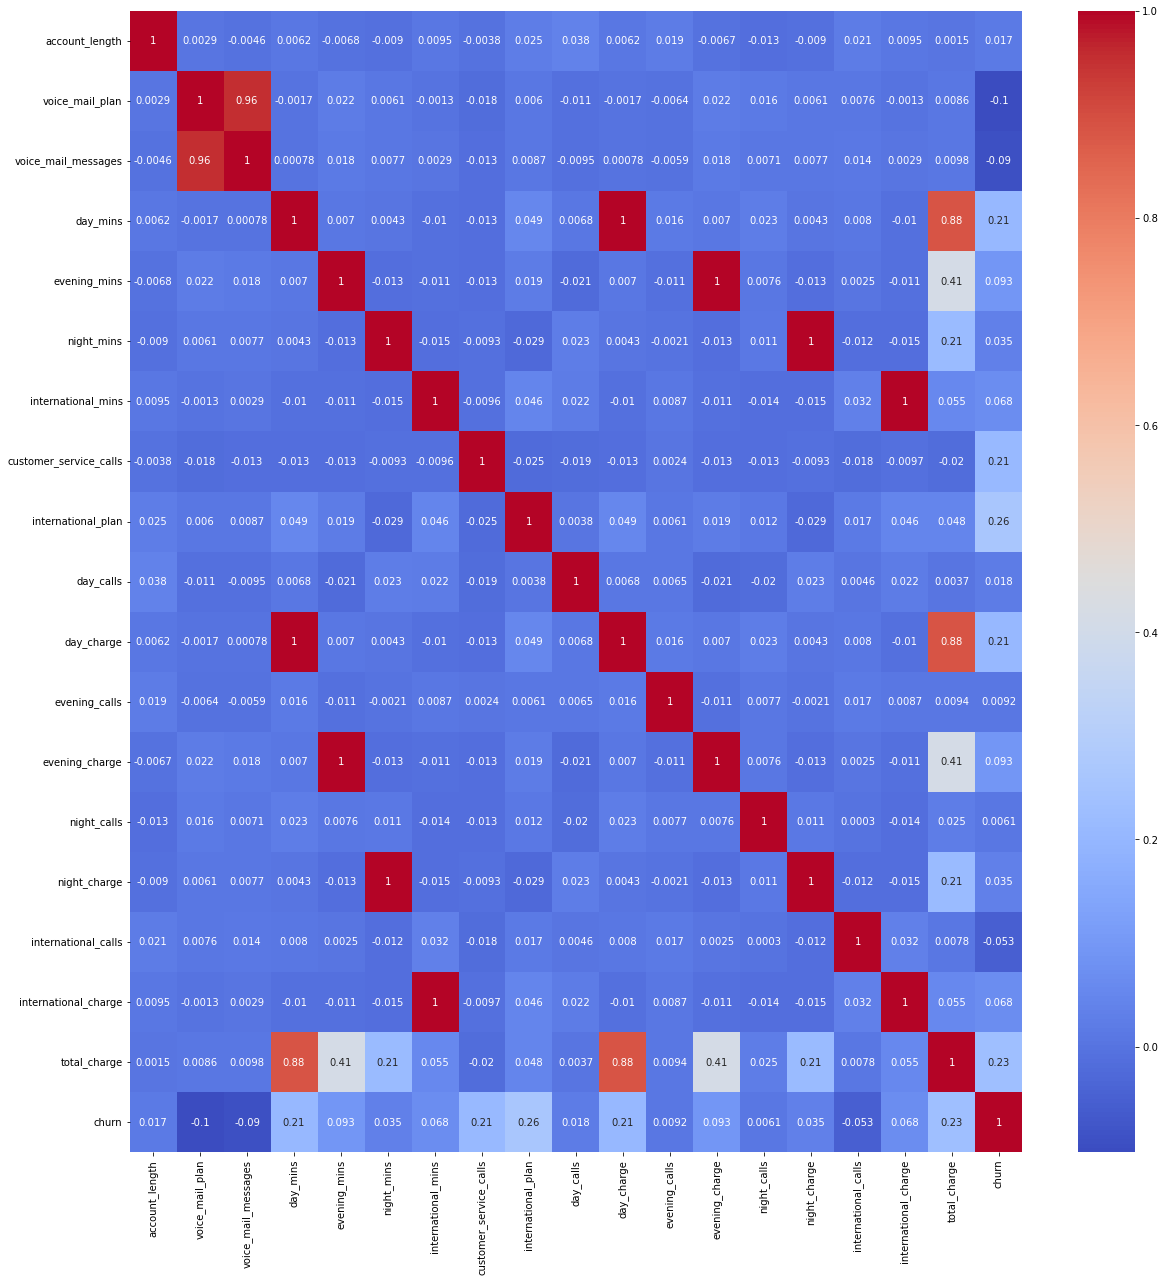 account_length 1 0.0029 -0.0046 0.0062 -0.0068 -0.009 0.0095 -0.0038 0.025 0.038 0.0062 0.019 -0.0067 -0.013 -0.009 0.021 0.0095 0.0015 0.017
voice_mail_plan 0.0029 1 0.96 -0.0017 0.022 0.0061 -0.0013 -0.018 0.006 -0.011 -0.0017 -0.0064 0.022 0.016 0.0061 0.0076 -0.0013 0.0086 -0.1
voice_mail_messages -0.0046 0.96 1 0.00078 0.018 0.0077 0.0029 -0.013 0.0087 -0.0095 0.00078 -0.0059 0.018 0.0071 0.0077 0.014 0.0029 0.0098 -0.09
day_mins 0.0062 -0.0017 0.00078 1 0.007 0.0043 -0.01 -0.013 0.049 0.0068 1 0.016 0.007 0.023 0.0043 0.008 -0.01 0.88 0.21
evening_mins -0.0068 0.022 0.018 0.007 1 -0.013 -0.011 -0.013 0.019 -0.021 0.007 -0.011 1 0.0076 -0.013 0.0025 -0.011 0.41 0.093
night_mins -0.009 0.0061 0.0077 0.0043 -0.013 1 -0.015 -0.0093 -0.029 0.023 0.0043 -0.0021 -0.013 0.011 1 -0.012 -0.015 0.21 0.035
international_mins 0.0095 -0.0013 0.0029 -0.01 -0.011 -0.015 1 -0.0096 0.046 0.022 -0.01 0.0087 -0.011 -0.014 -0.015 0.032 1 0.055 0.068
customer_service_calls -0.0038 -0.018 -0.013 -0.013 -0.013 -0.0093 -0.0096 1 -0.025 -0.019 -0.013 0.0024 -0.013 -0.013 -0.0093 -0.018 -0.0097 -0.02 0.21
international_plan 0.025 0.006 0.0087 0.049 0.019 -0.029 0.046 -0.025 1 0.0038 0.049 0.0061 0.019 0.012 -0.029 0.017 0.046 0.048 0.26
day_calls 0.038 -0.011 -0.0095 0.0068 -0.021 0.023 0.022 -0.019 0.0038 1 0.0068 0.0065 -0.021 -0.02 0.023 0.0046 0.022 0.0037 0.018
day_charge 0.0062 -0.0017 0.00078 1 0.007 0.0043 -0.01 -0.013 0.049 0.0068 1 0.016 0.007 0.023 0.0043 0.008 -0.01 0.88 0.21
evening_calls 0.019 -0.0064 -0.0059 0.016 -0.011 -0.0021 0.0087 0.0024 0.0061 0.0065 0.016 1 -0.011 0.0077 -0.0021 0.017 0.0087 0.0094 0.0092
evening_charge -0.0067 0.022 0.018 0.007 1 -0.013 -0.011 -0.013 0.019 -0.021 0.007 -0.011 1 0.0076 -0.013 0.0025 -0.011 0.41 0.093
night_calls -0.013 0.016 0.0071 0.023 0.0076 0.011 -0.014 -0.013 0.012 -0.02 0.023 0.0077 0.0076 1 0.011 0.0003 -0.014 0.025 0.0061
night_charge -0.009 0.0061 0.0077 0.0043 -0.013 1 -0.015 -0.0093 -0.029 0.023 0.0043 -0.0021 -0.013 0.011 1 -0.012 -0.015 0.21 0.035
international_calls 0.021 0.0076 0.014 0.008 0.0025 -0.012 0.032 -0.018 0.017 0.0046 0.008 0.017 0.0025 0.0003 -0.012 1 0.032 0.0078 -0.053
international_charge 0.0095 -0.0013 0.0029 -0.01 -0.011 -0.015 1 -0.0097 0.046 0.022 -0.01 0.0087 -0.011 -0.014 -0.015 0.032 1 0.055 0.068
total_charge 0.0015 0.0086 0.0098 0.88 0.41 0.21 0.055 -0.02 0.048 0.0037 0.88 0.0094 0.41 0.025 0.21 0.0078 0.055 1 0.23
churn 0.017 -0.1 -0.09 0.21 0.093 0.035 0.068 0.21 0.26 0.018 0.21 0.0092 0.093 0.0061 0.035 -0.053 0.068 0.23 1
account_length
voice_mail_plan
voice_mail_messages
day_mins
evening_mins
night_mins
international_mins
customer_service_calls
international_plan
day_calls
day_charge
evening_calls
evening_charge
night_calls
night_charge
international_calls
international_charge
total_charge
churn
1.0
0.8
0.6
0.4
0.2
0.0